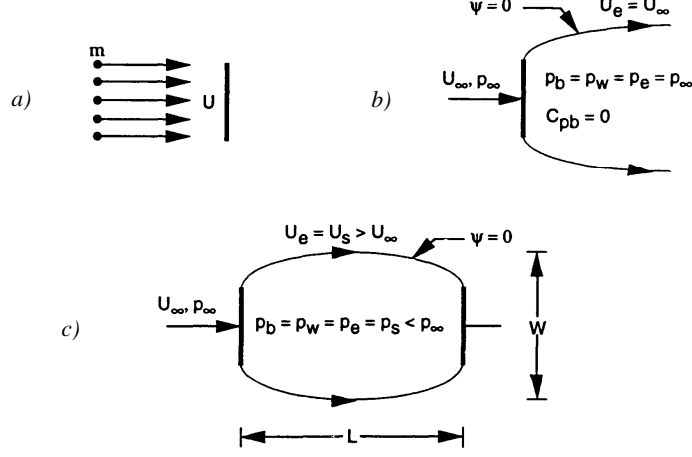 ψ = 0
U_e = U_∞
m
U
a)
b)
U_∞, p_∞
p_b = p_w = p_e = p_∞
C_pb = 0
U_e = U_s > U_∞
ψ = 0
U_∞, p_∞
p_b = p_w = p_e = p_s < p_∞
c)
W
L